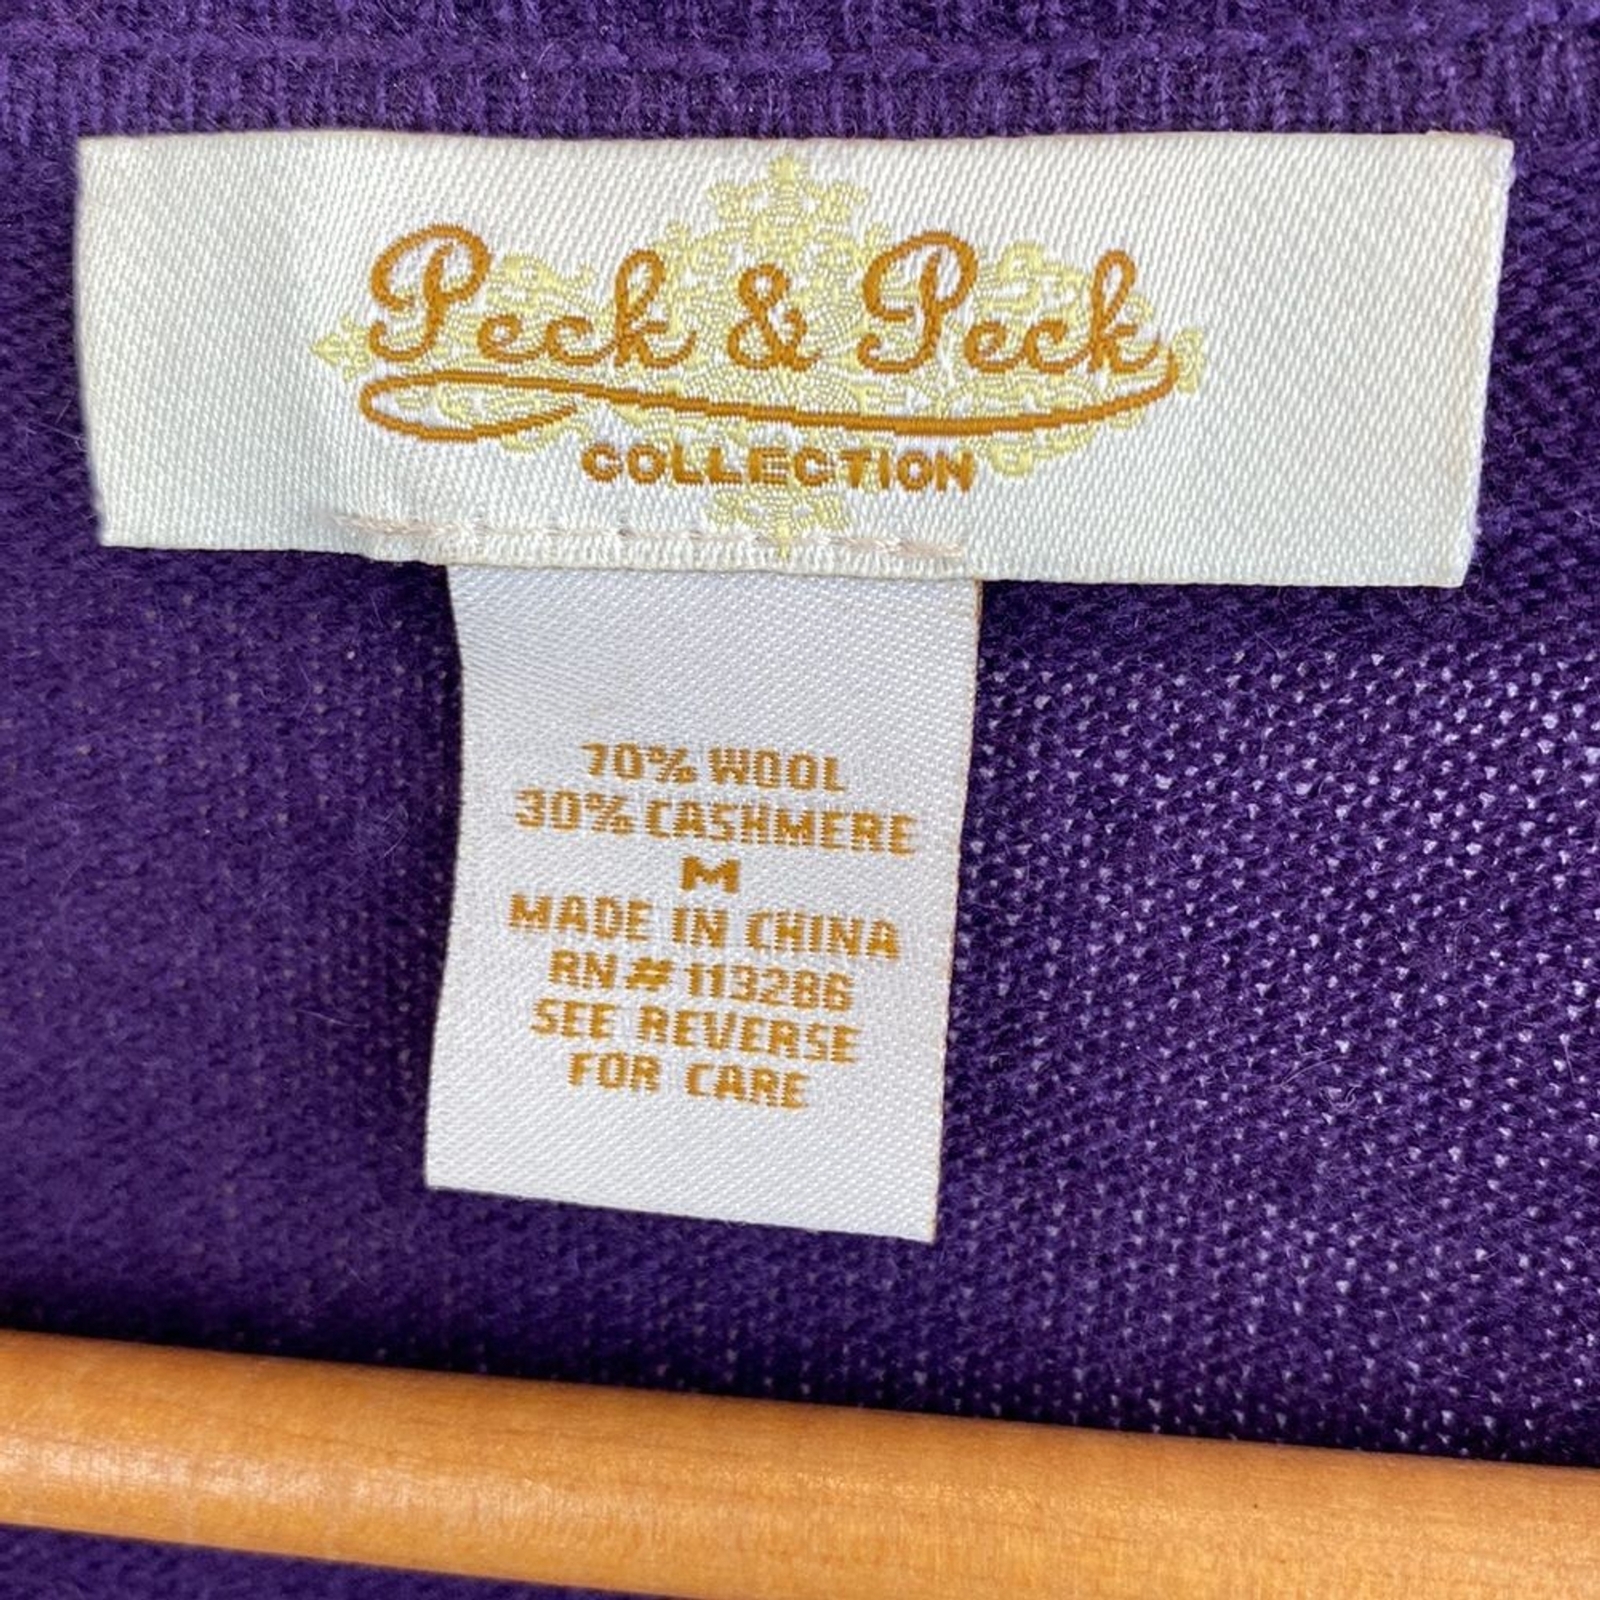 Peck & Peck
COLLECTION
70% WOOL
30% CASHMERE
M
MADE IN CHINA
RN# 113286
SEE REVERSE
FOR CARE